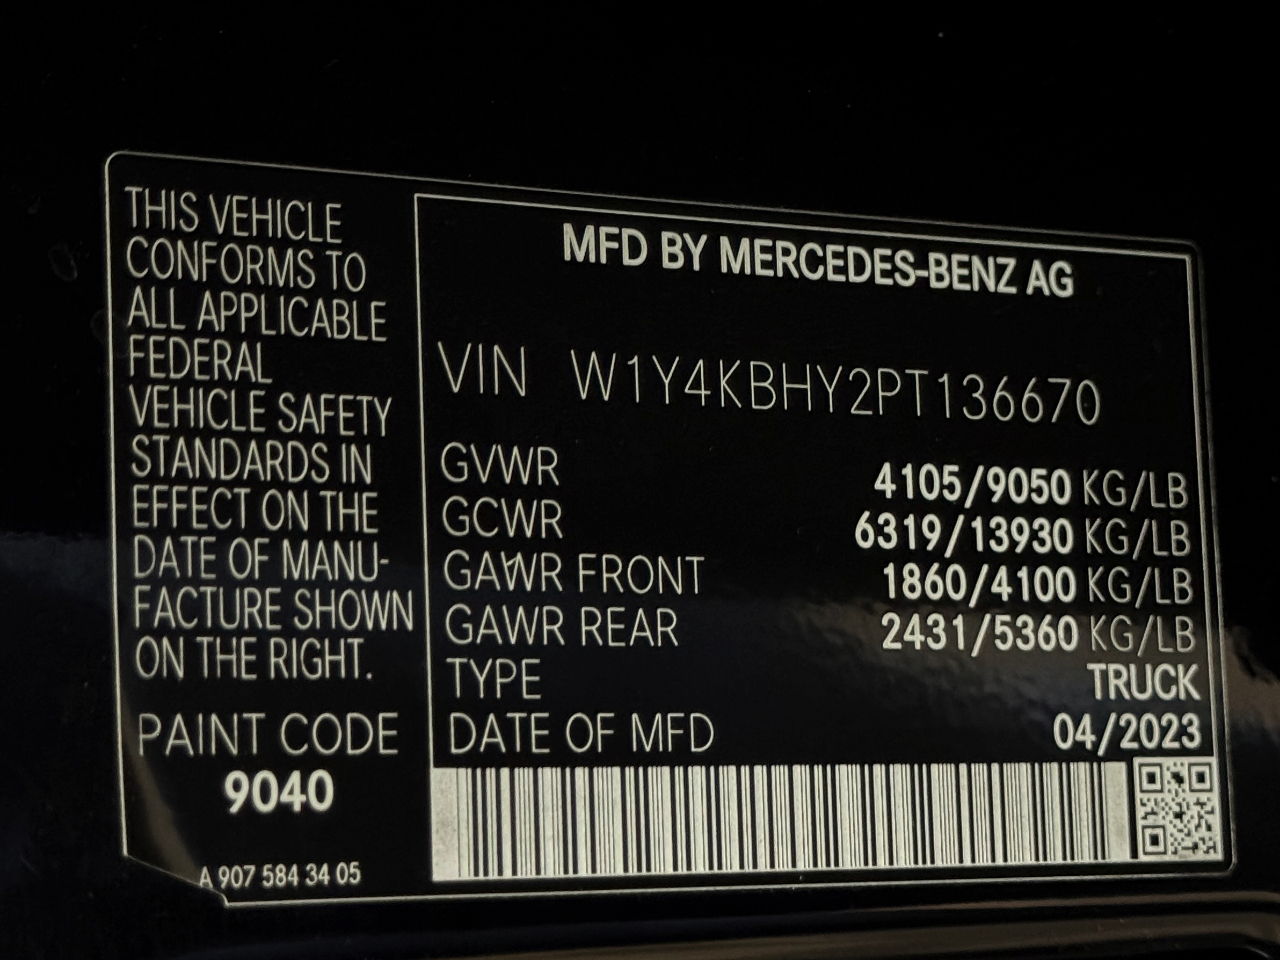 THIS VEHICLE
CONFORMS TO
ALL APPLICABLE
FEDERAL
VEHICLE SAFETY
STANDARDS IN
EFFECT ON THE
DATE OF MANU-
FACTURE SHOWN
ON THE RIGHT.
PAINT CODE
9040
A 907 584 34 05
MFD BY MERCEDES-BENZ AG
VIN W1Y4KBHY2PT136670
GVWR 4105/9050 KG/LB
GCWR 6319/13930 KG/LB
GAWR FRONT 1860/4100 KG/LB
GAWR REAR 2431/5360 KG/LB
TYPE TRUCK
DATE OF MFD 04/2023